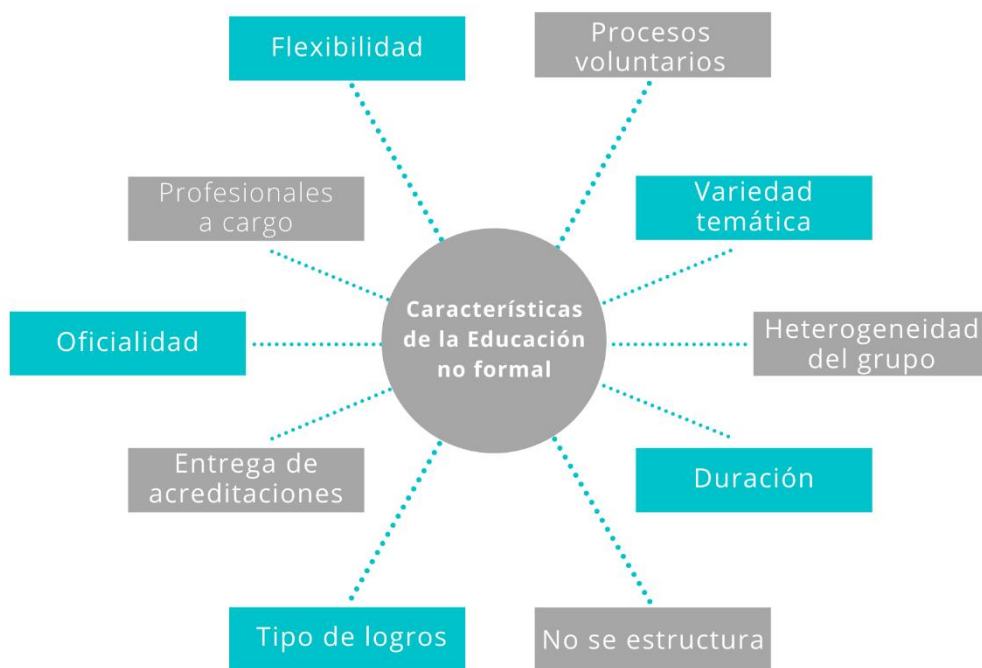 Flexibilidad
Procesos
voluntarios
Profesionales
a cargo
Variedad
temática
Oficialidad
Característícas
de la Educación
no formal
Heterogeneidad
del grupo
Entrega de
acreditaciones
Duración
Tipo de logros
No se estructura